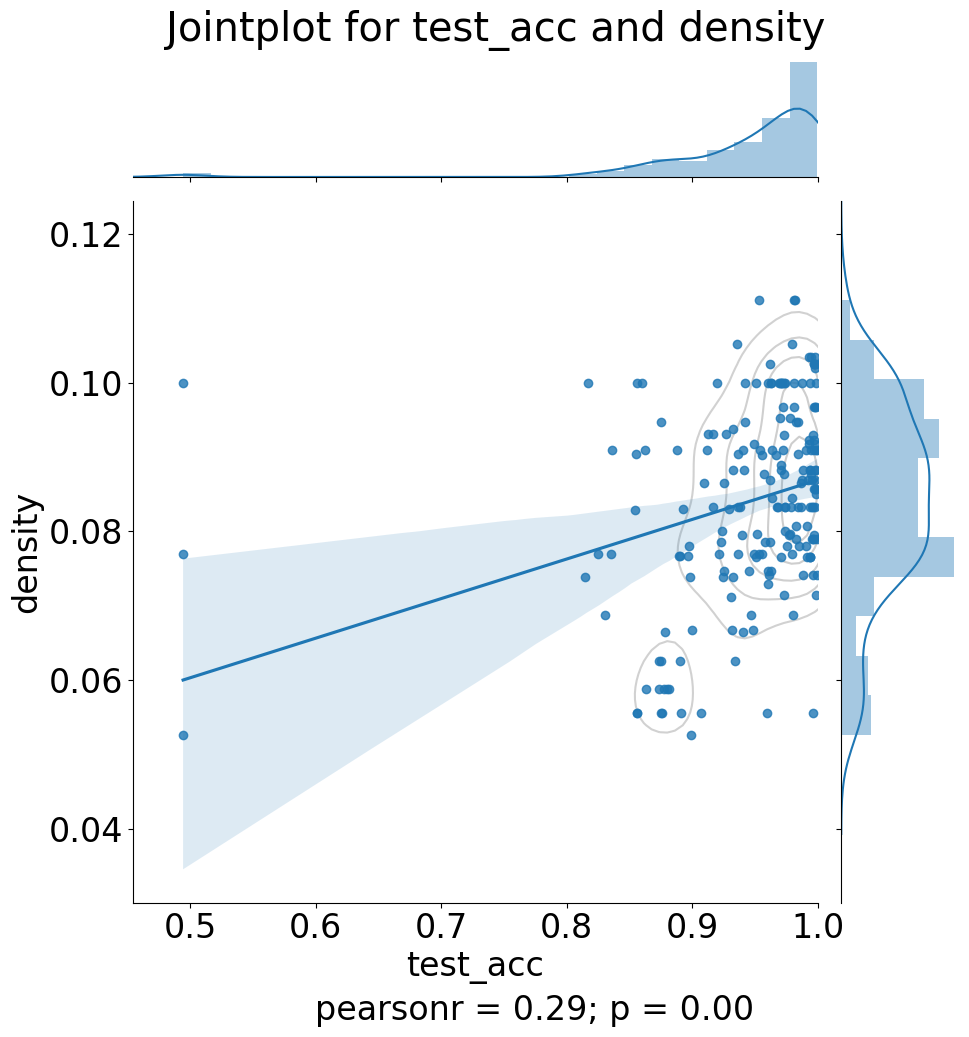 Jointplot for test_acc and density
0.12
0.10
0.08
0.06
0.04
density
0.5 0.6 0.7 0.8 0.9 1.0
test_acc
pearsonr = 0.29; p = 0.00